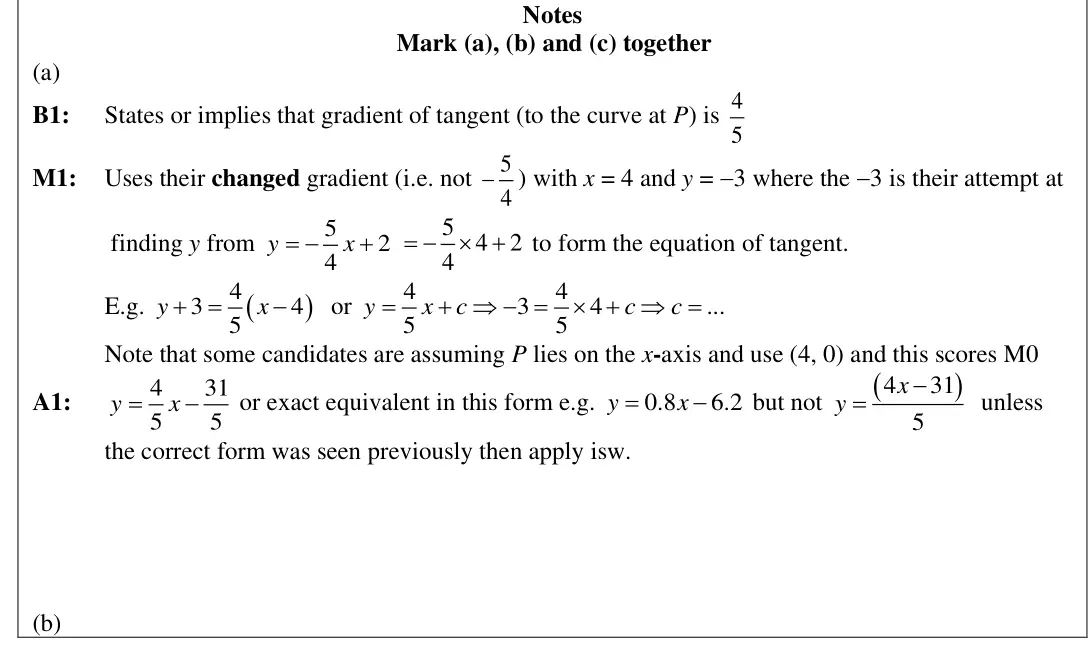 Notes
Mark (a), (b) and (c) together
(a)
B1: States or implies that gradient of tangent (to the curve at P) is 4/5
M1: Uses their changed gradient (i.e. not −5/4) with x = 4 and y = –3 where the –3 is their attempt at
finding y from y = −5/4 x + 2 = −5/4 × 4 + 2 to form the equation of tangent.
E.g. y + 3 = 4/5 (x − 4) or y = 4/5 x + c ⇒ −3 = 4/5 × 4 + c ⇒ c = ...
Note that some candidates are assuming P lies on the x-axis and use (4, 0) and this scores M0
A1: y = 4/5 x − 31/5 or exact equivalent in this form e.g. y = 0.8x − 6.2 but not y = (4x − 31)/5 unless
the correct form was seen previously then apply isw.
(b)